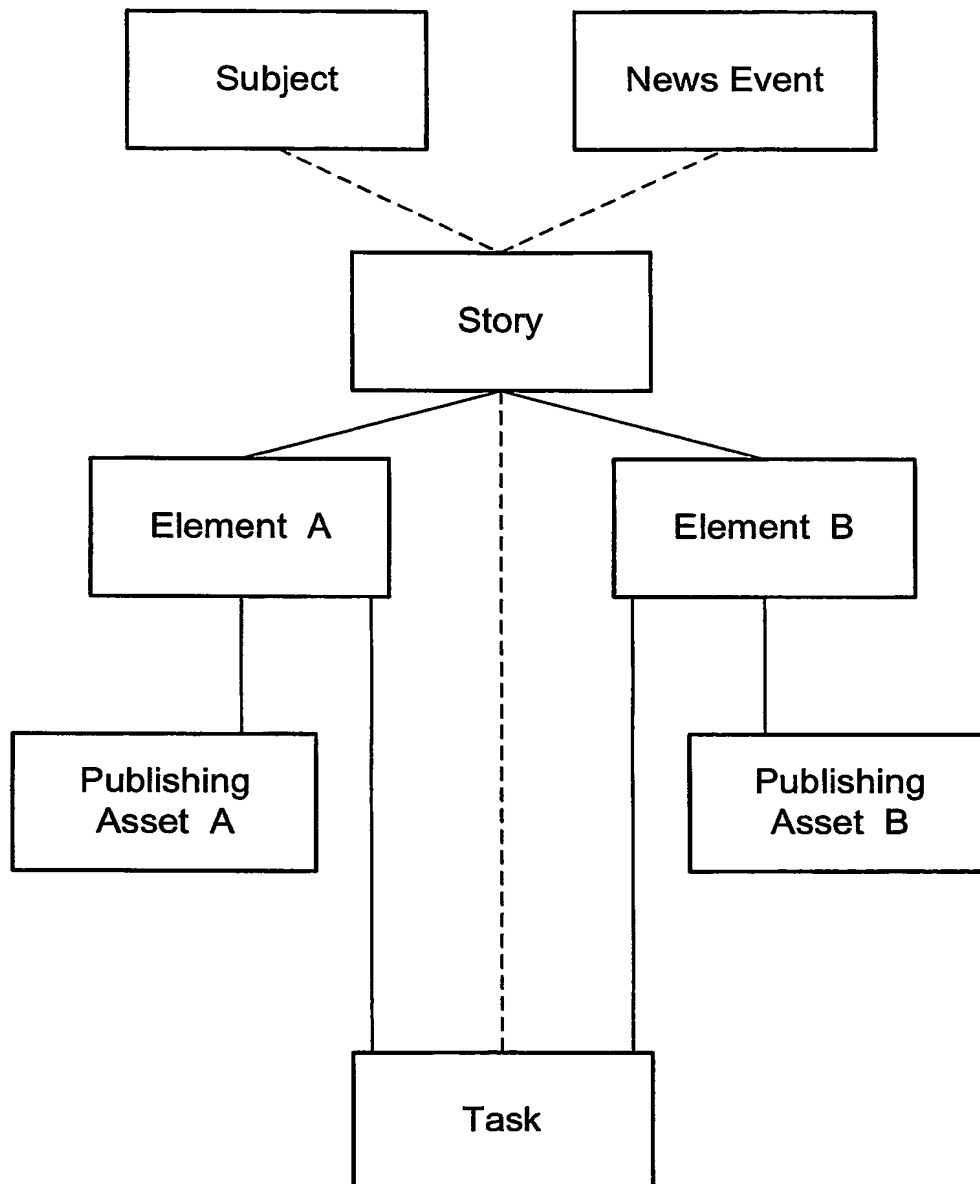 Subject
News Event
Story
Element A
Element B
Publishing
Asset A
Publishing
Asset B
Task